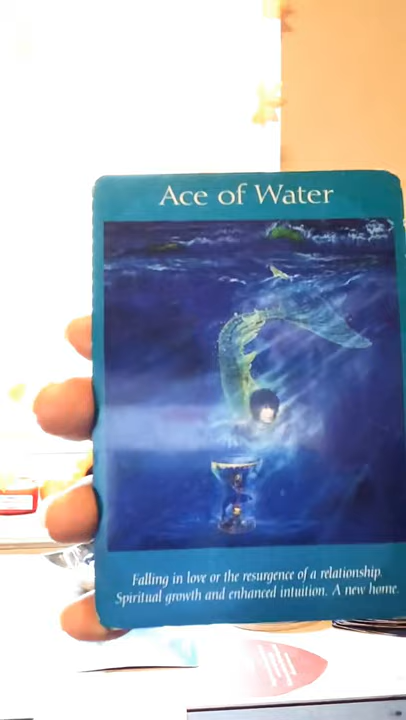 Ace of Water
Falling in love or the resurgence of a relationship.
Spiritual growth and enhanced intuition. A new home.